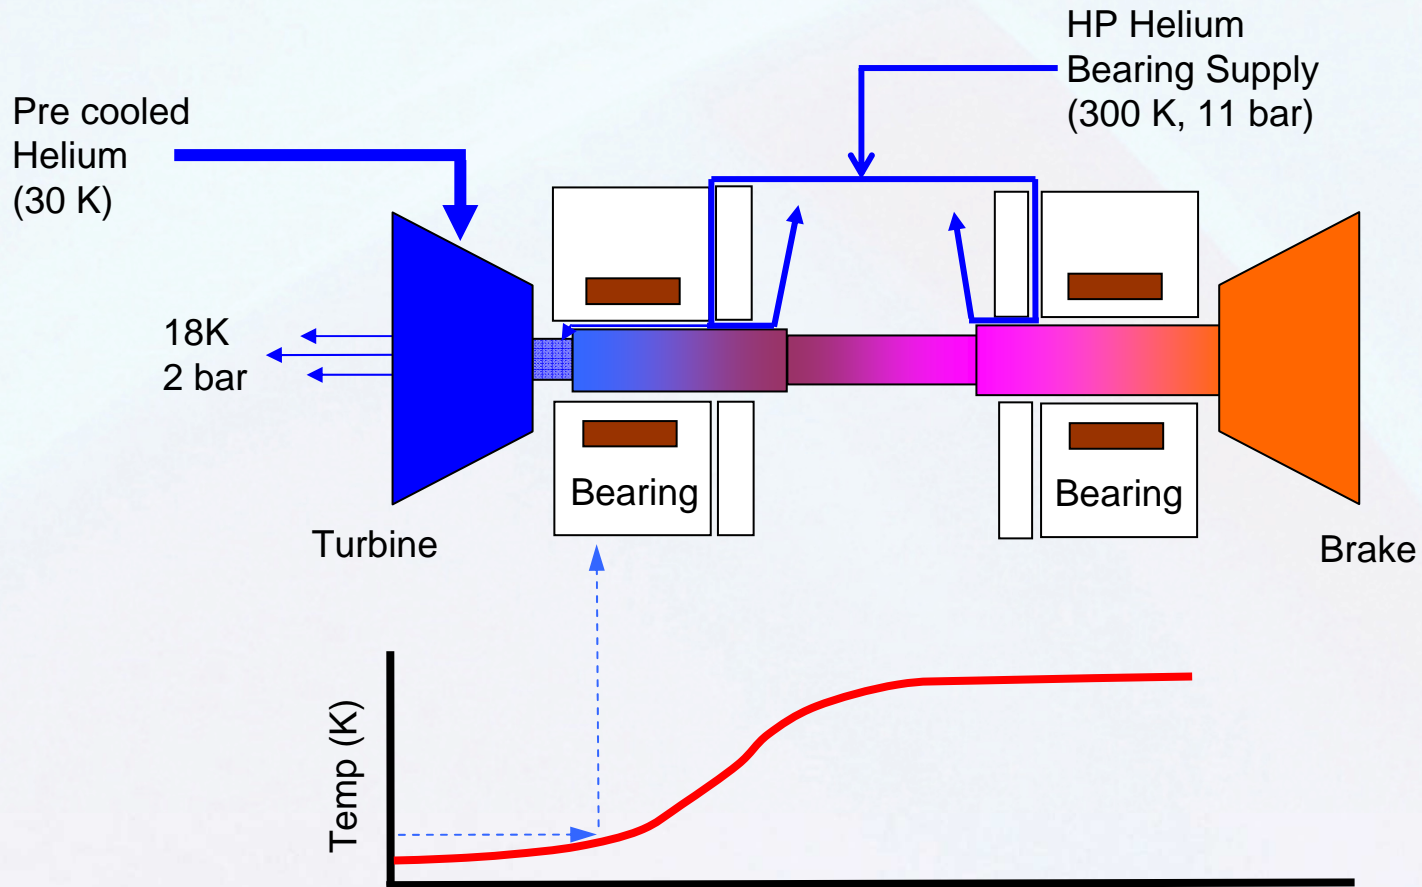 HP Helium
Bearing Supply
(300 K, 11 bar)
Pre cooled
Helium
(30 K)
18K
2 bar
Bearing
Bearing
Turbine
Brake
Temp (K)